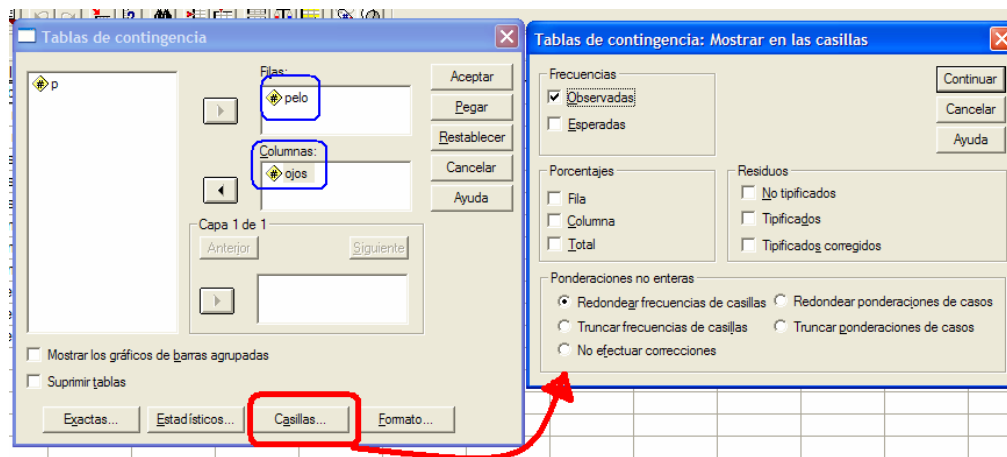 Tablas de contingencia
p
Filas:
pelo
Columnas:
ojos
Capa 1 de 1
Anterior
Siguiente
Aceptar
Pegar
Restablecer
Cancelar
Ayuda
Mostrar los gráficos de barras agrupadas
Suprimir tablas
Exactas...
Estadísticos...
Casillas...
Formato...
Tablas de contingencia: Mostrar en las casillas
Frecuencias
Observadas
Esperadas
Continuar
Cancelar
Ayuda
Porcentajes
Fila
Columna
Total
Residuos
No tipificados
Tipificados
Tipificados corregidos
Ponderaciones no enteras
Redondear frecuencias de casillas
Redondear ponderaciones de casos
Truncar frecuencias de casillas
Truncar ponderaciones de casos
No efectuar correcciones